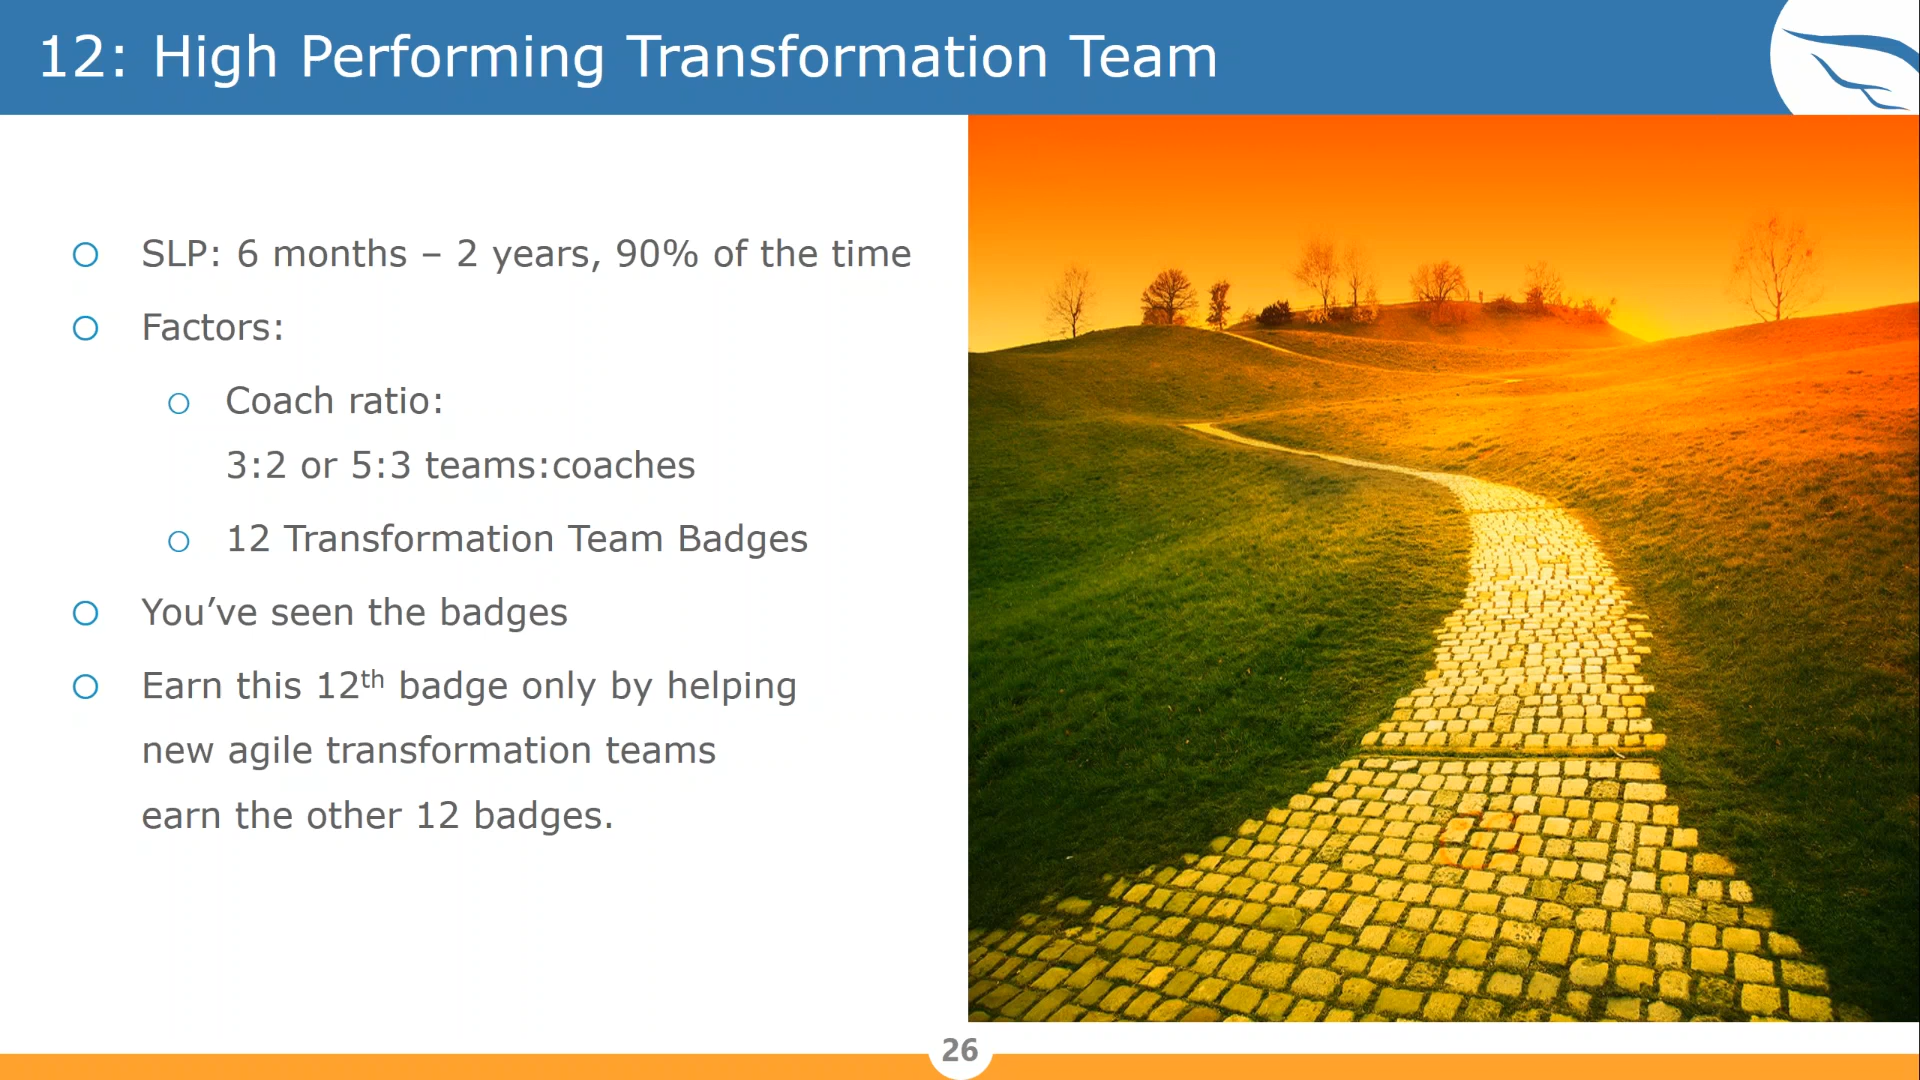 12: High Performing Transformation Team
SLP: 6 months – 2 years, 90% of the time
Factors:
Coach ratio:
3:2 or 5:3 teams:coaches
12 Transformation Team Badges
You’ve seen the badges
Earn this 12th badge only by helping
new agile transformation teams
earn the other 12 badges.
26